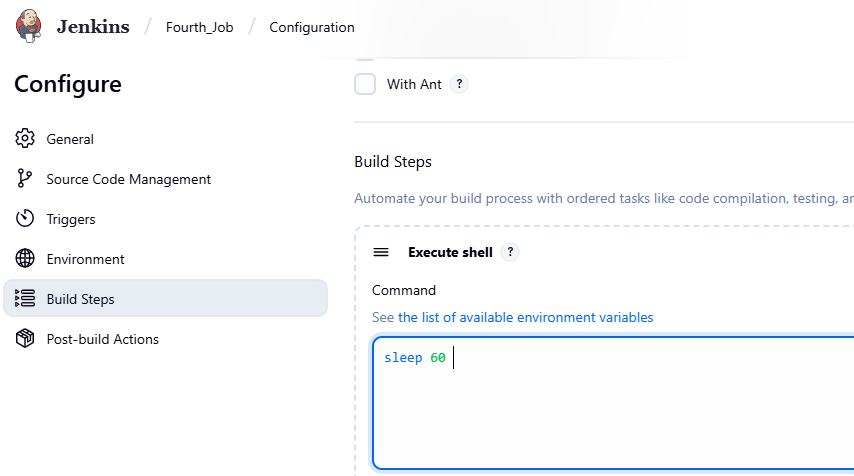 Jenkins / Fourth_Job / Configuration
Configure
With Ant ?
General
Source Code Management
Triggers
Environment
Build Steps
Post-build Actions
Build Steps
Automate your build process with ordered tasks like code compilation, testing,
Execute shell ?
Command
See the list of available environment variables
sleep 60